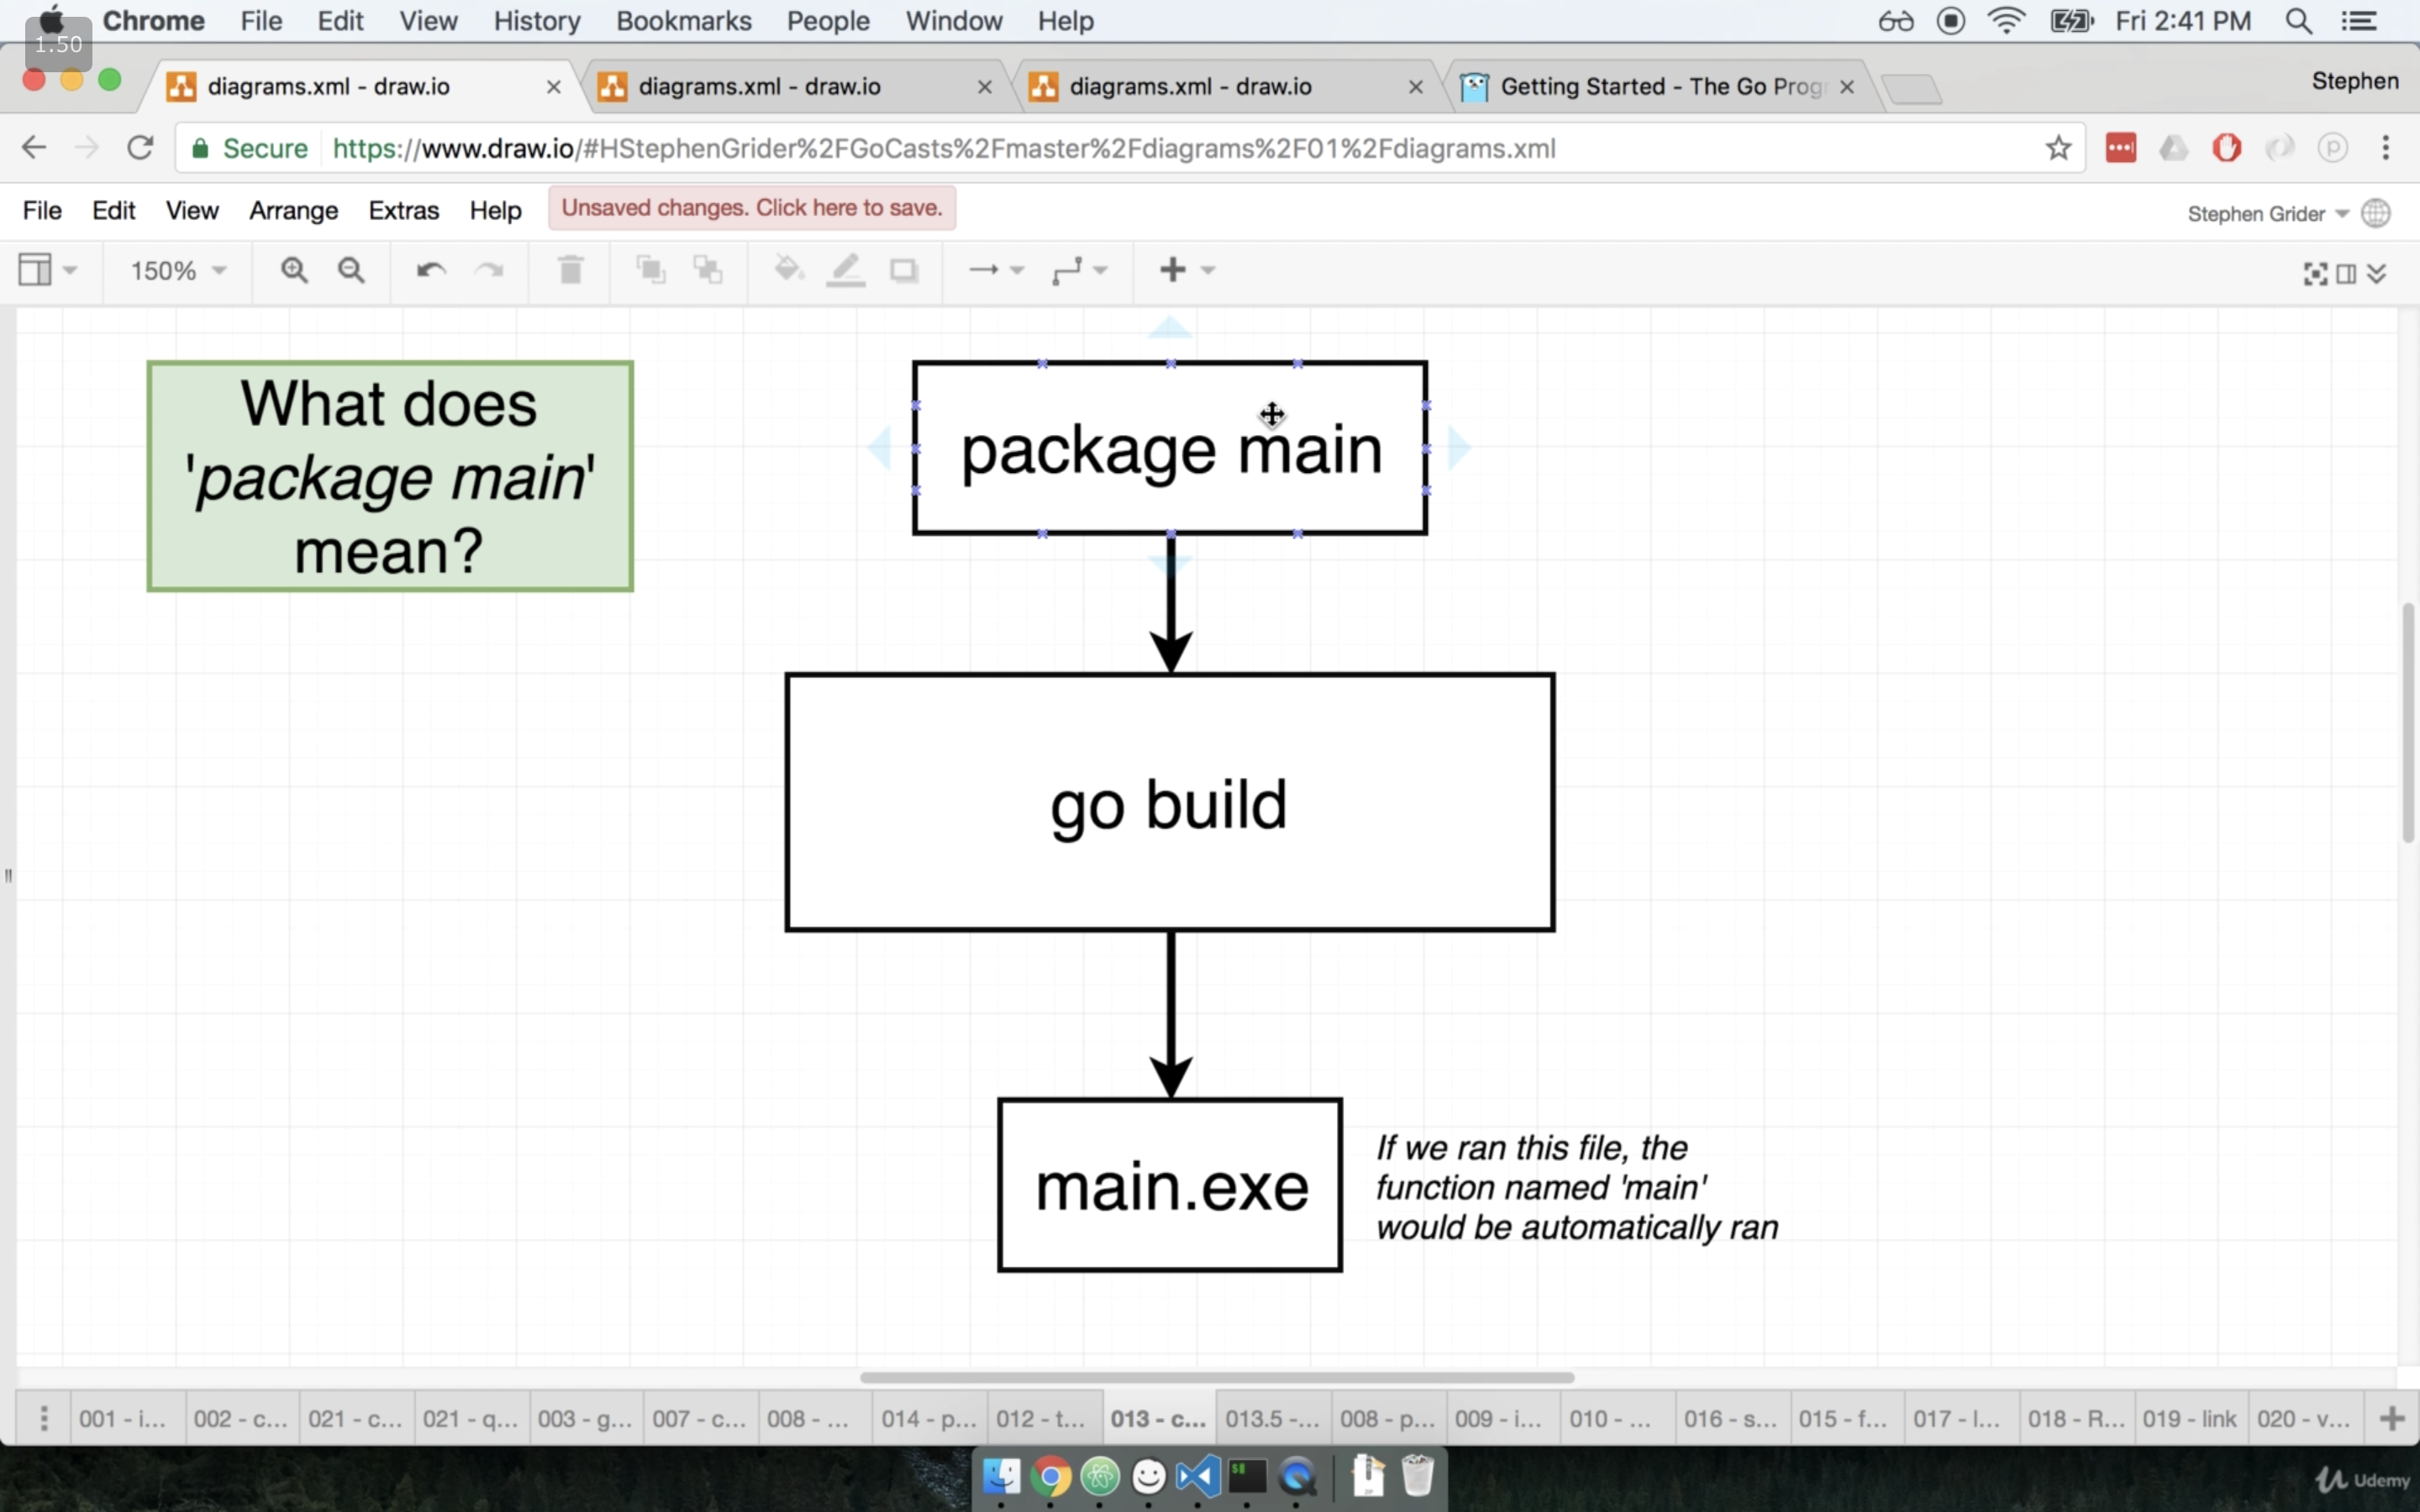 Chrome File Edit View History Bookmarks People Window Help Fri 2:41 PM
1.50
diagrams.xml - draw.io diagrams.xml - draw.io diagrams.xml - draw.io Getting Started - The Go Progr Stephen
Secure https://www.draw.io/#HStephenGrider%2FGoCasts%2Fmaster%2Fdiagrams%2F01%2Fdiagrams.xml
File Edit View Arrange Extras Help Unsaved changes. Click here to save. Stephen Grider
150%
What does
'package main'
mean?
package main
go build
main.exe
If we ran this file, the
function named 'main'
would be automatically ran
001 - i... 002 - c... 021 - c... 021 - q... 003 - g... 007 - c... 008 - ... 014 - p... 012 - t... 013 - c... 013.5 -... 008 - p... 009 - i... 010 - ... 016 - s... 015 - f... 017 - l... 018 - R... 019 - link 020 - v...
Udemy